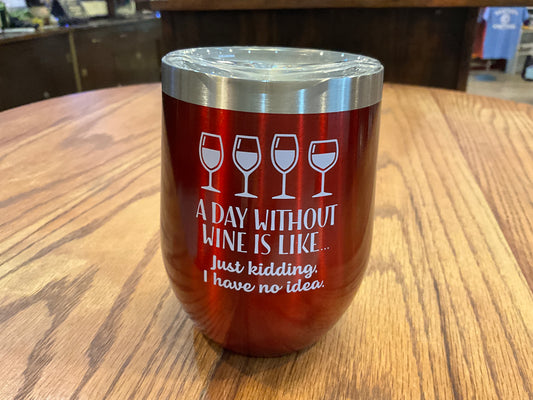 A DAY WITHOUT
WINE IS LIKE...
Just kidding.
I have no idea.